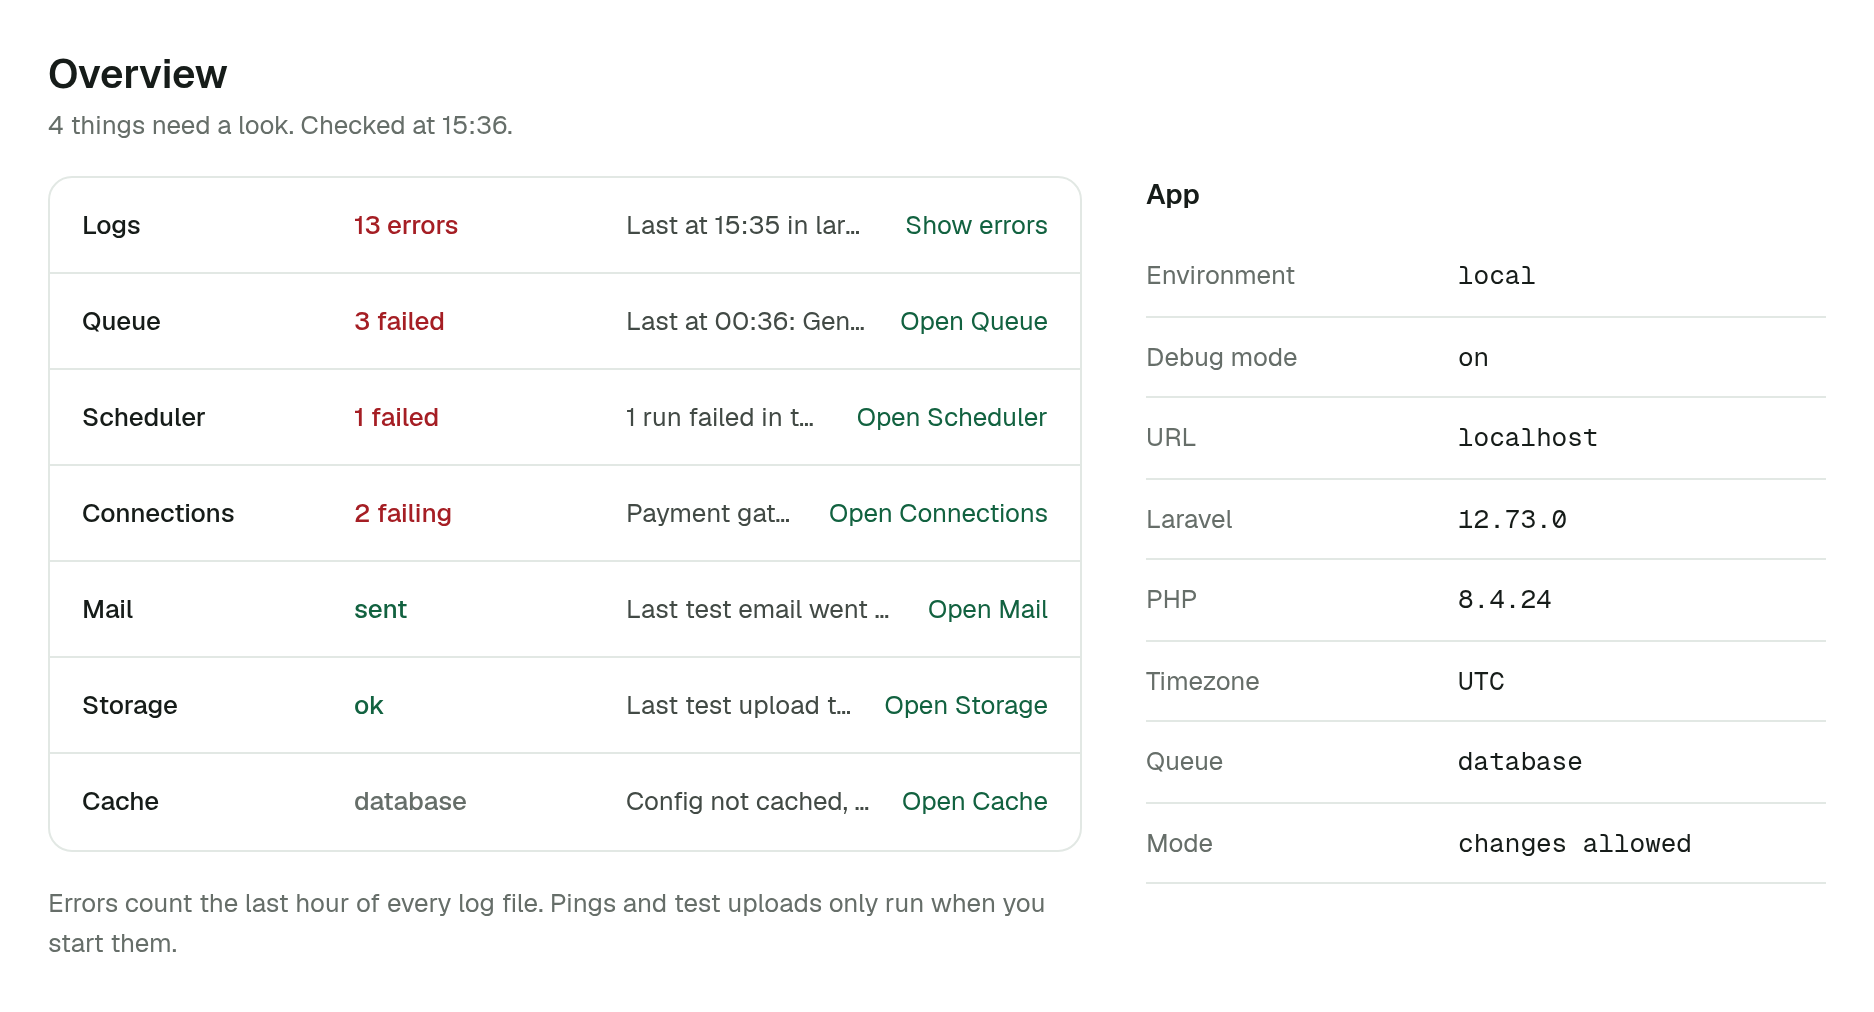 Overview
4 things need a look. Checked at 15:36.
Logs 13 errors Last at 15:35 in lar... Show errors
Queue 3 failed Last at 00:36: Gen... Open Queue
Scheduler 1 failed 1 run failed in t... Open Scheduler
Connections 2 failing Payment gat... Open Connections
Mail sent Last test email went ... Open Mail
Storage ok Last test upload t... Open Storage
Cache database Config not cached, ... Open Cache
Errors count the last hour of every log file. Pings and test uploads only run when you
start them.
App
Environment local
Debug mode on
URL localhost
Laravel 12.73.0
PHP 8.4.24
Timezone UTC
Queue database
Mode changes allowed